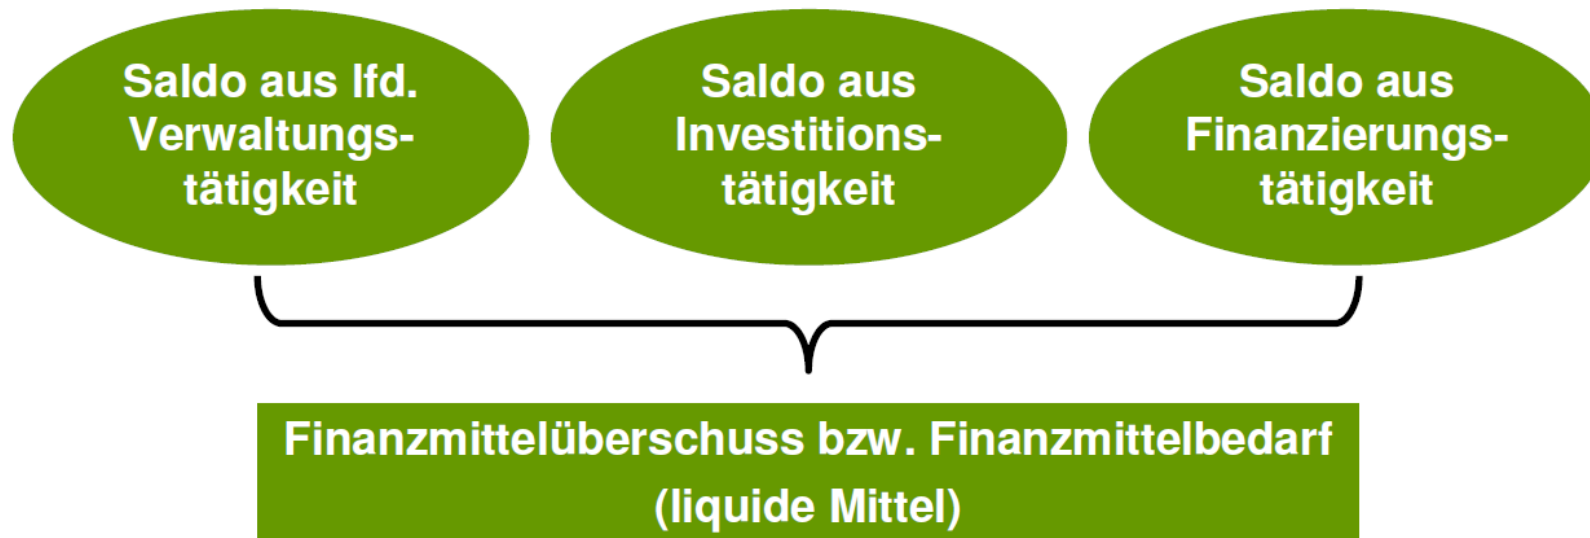 Saldo aus lfd.
Verwaltungs-
tätigkeit
Saldo aus
Investitions-
tätigkeit
Saldo aus
Finanzierungs-
tätigkeit
Finanzmittelüberschuss bzw. Finanzmittelbedarf
(liquide Mittel)